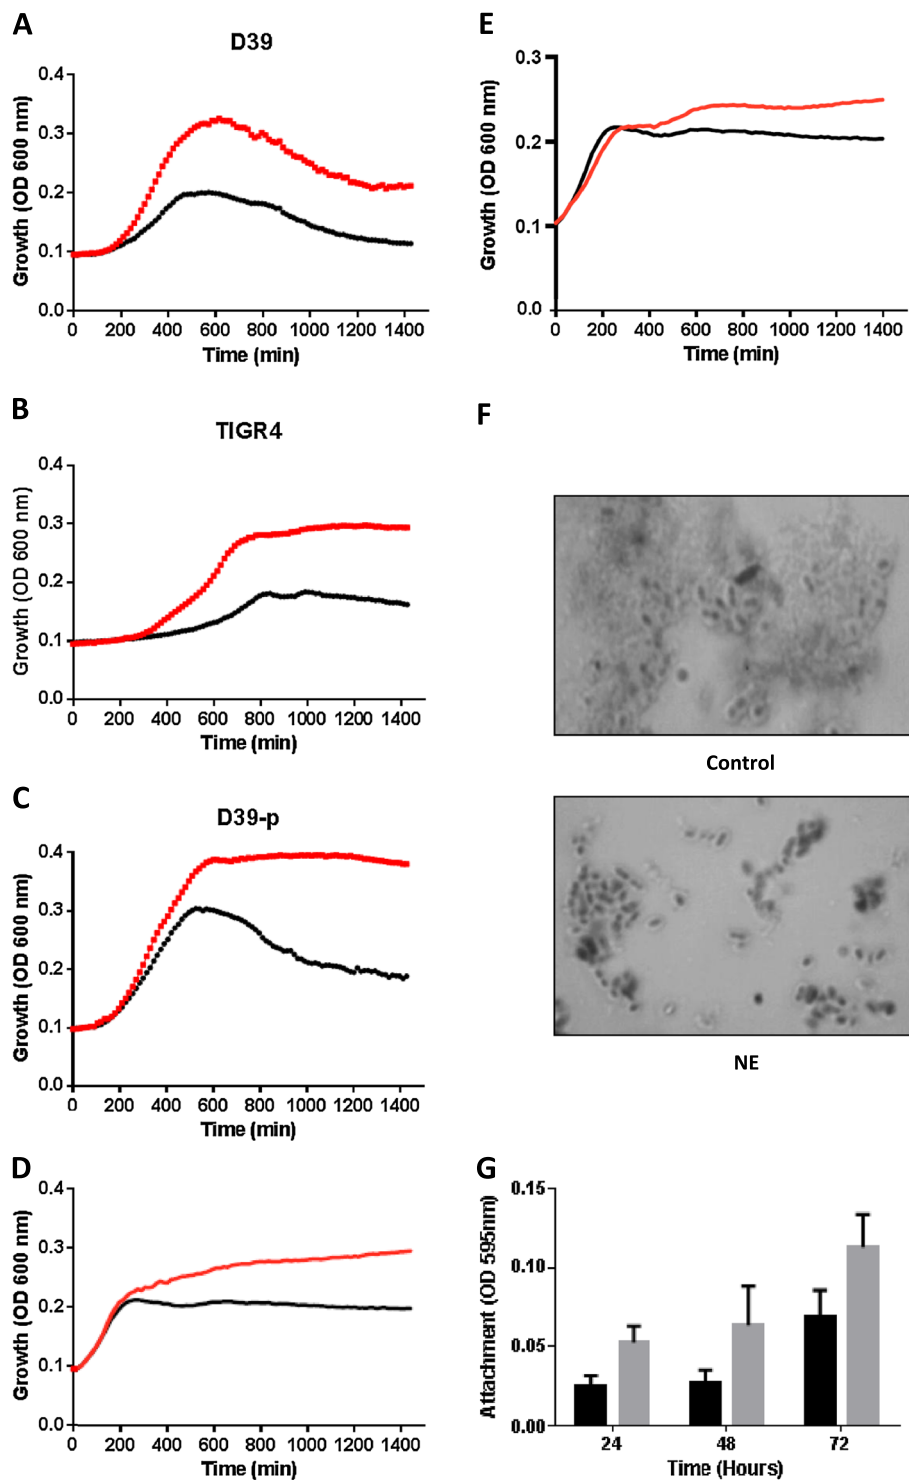 A
D39
Growth (OD 600 nm)
0.4
0.3
0.2
0.1
0.0
0 200 400 600 800 1000 1200 1400
Time (min)
B
TIGR4
Growth (OD 600 nm)
0.4
0.3
0.2
0.1
0.0
0 200 400 600 800 1000 1200 1400
Time (min)
C
D39-p
Growth (OD 600 nm)
0.4
0.3
0.2
0.1
0.0
0 200 400 600 800 1000 1200 1400
Time (min)
D
Growth (OD 600 nm)
0.4
0.3
0.2
0.1
0.0
0 200 400 600 800 1000 1200 1400
Time (min)
E
Growth (OD 600 nm)
0.3
0.2
0.1
0.0
0 200 400 600 800 1000 1200 1400
Time (min)
F
Control
NE
G
Attachment (OD 595nm)
0.15
0.10
0.05
0.00
24 48 72
Time (Hours)